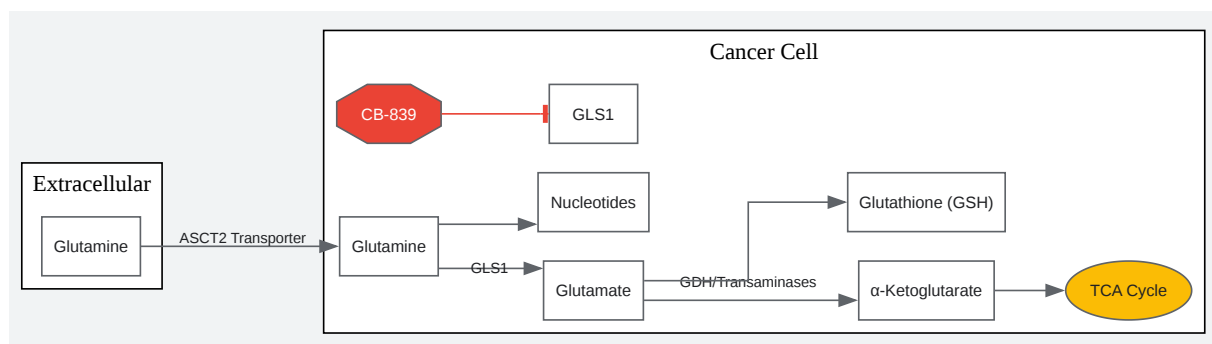 Cancer Cell
CB-839
GLS1
Extracellular
Glutamine
ASCT2 Transporter
Glutamine
Nucleotides
GLS1
Glutamate
Glutathione (GSH)
GDH/Transaminases
α-Ketoglutarate
TCA Cycle